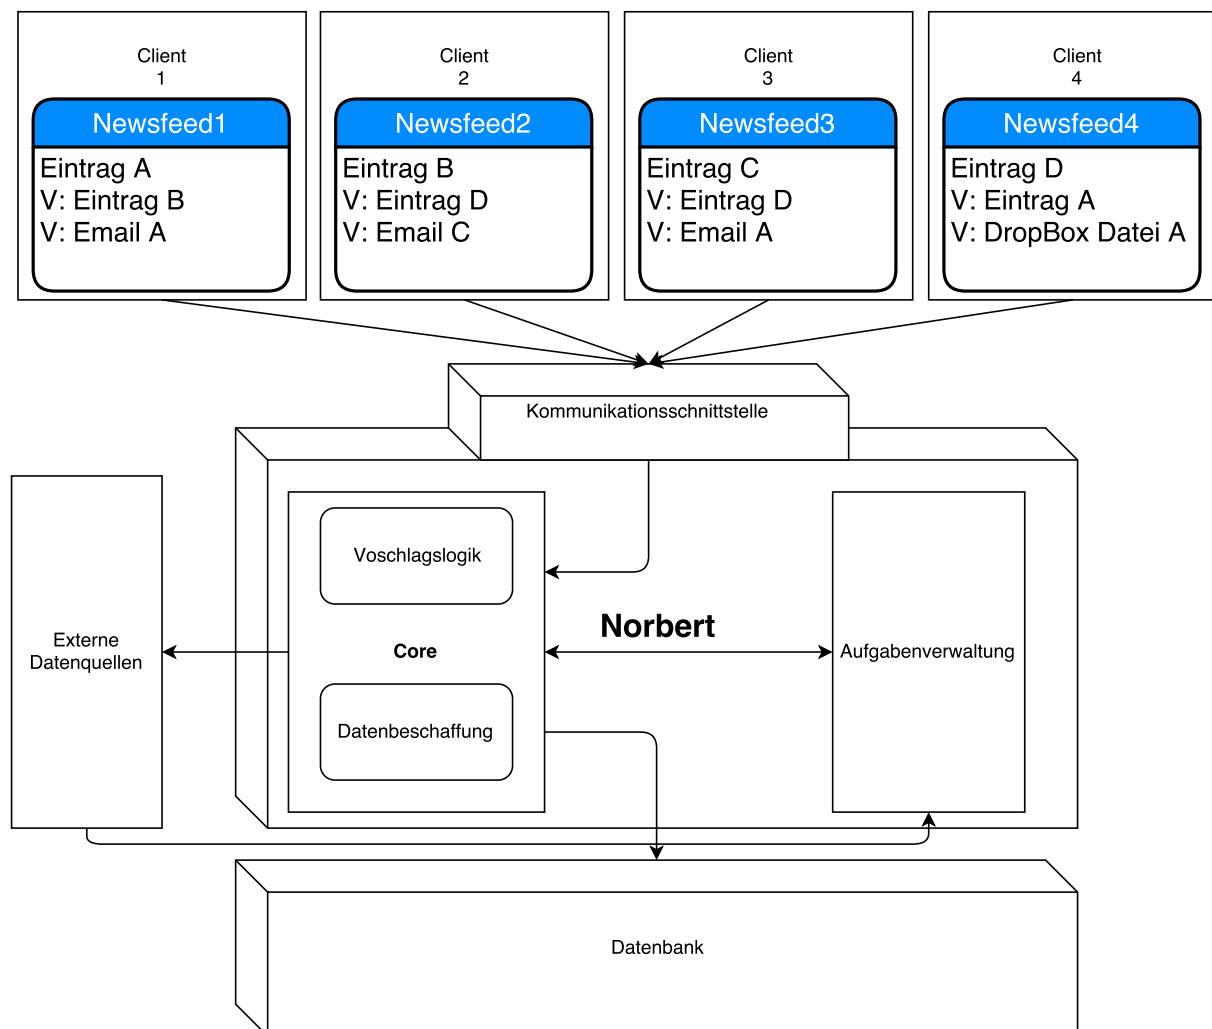 Client
1
Newsfeed1
Eintrag A
V: Eintrag B
V: Email A
Client
2
Newsfeed2
Eintrag B
V: Eintrag D
V: Email C
Client
3
Newsfeed3
Eintrag C
V: Eintrag D
V: Email A
Client
4
Newsfeed4
Eintrag D
V: Eintrag A
V: DropBox Datei A
Kommunikationsschnittstelle
Externe
Datenquellen
Voschlagslogik
Core
Datenbeschaffung
Norbert
Aufgabenverwaltung
Datenbank